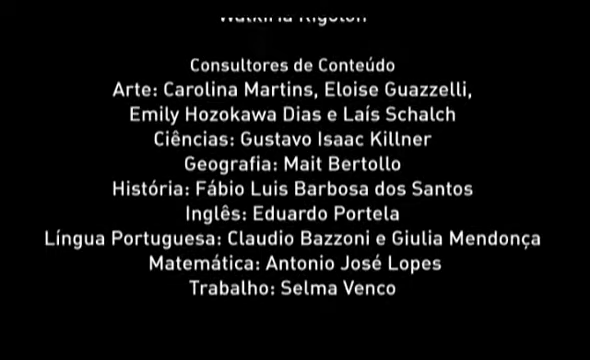 Consultores de Conteúdo
Arte: Carolina Martins, Eloise Guazzelli,
Emily Hozokawa Dias e Laís Schalch
Ciências: Gustavo Isaac Killner
Geografia: Mait Bertollo
História: Fábio Luis Barbosa dos Santos
Inglês: Eduardo Portela
Língua Portuguesa: Claudio Bazzoni e Giulia Mendonça
Matemática: Antonio José Lopes
Trabalho: Selma Venco